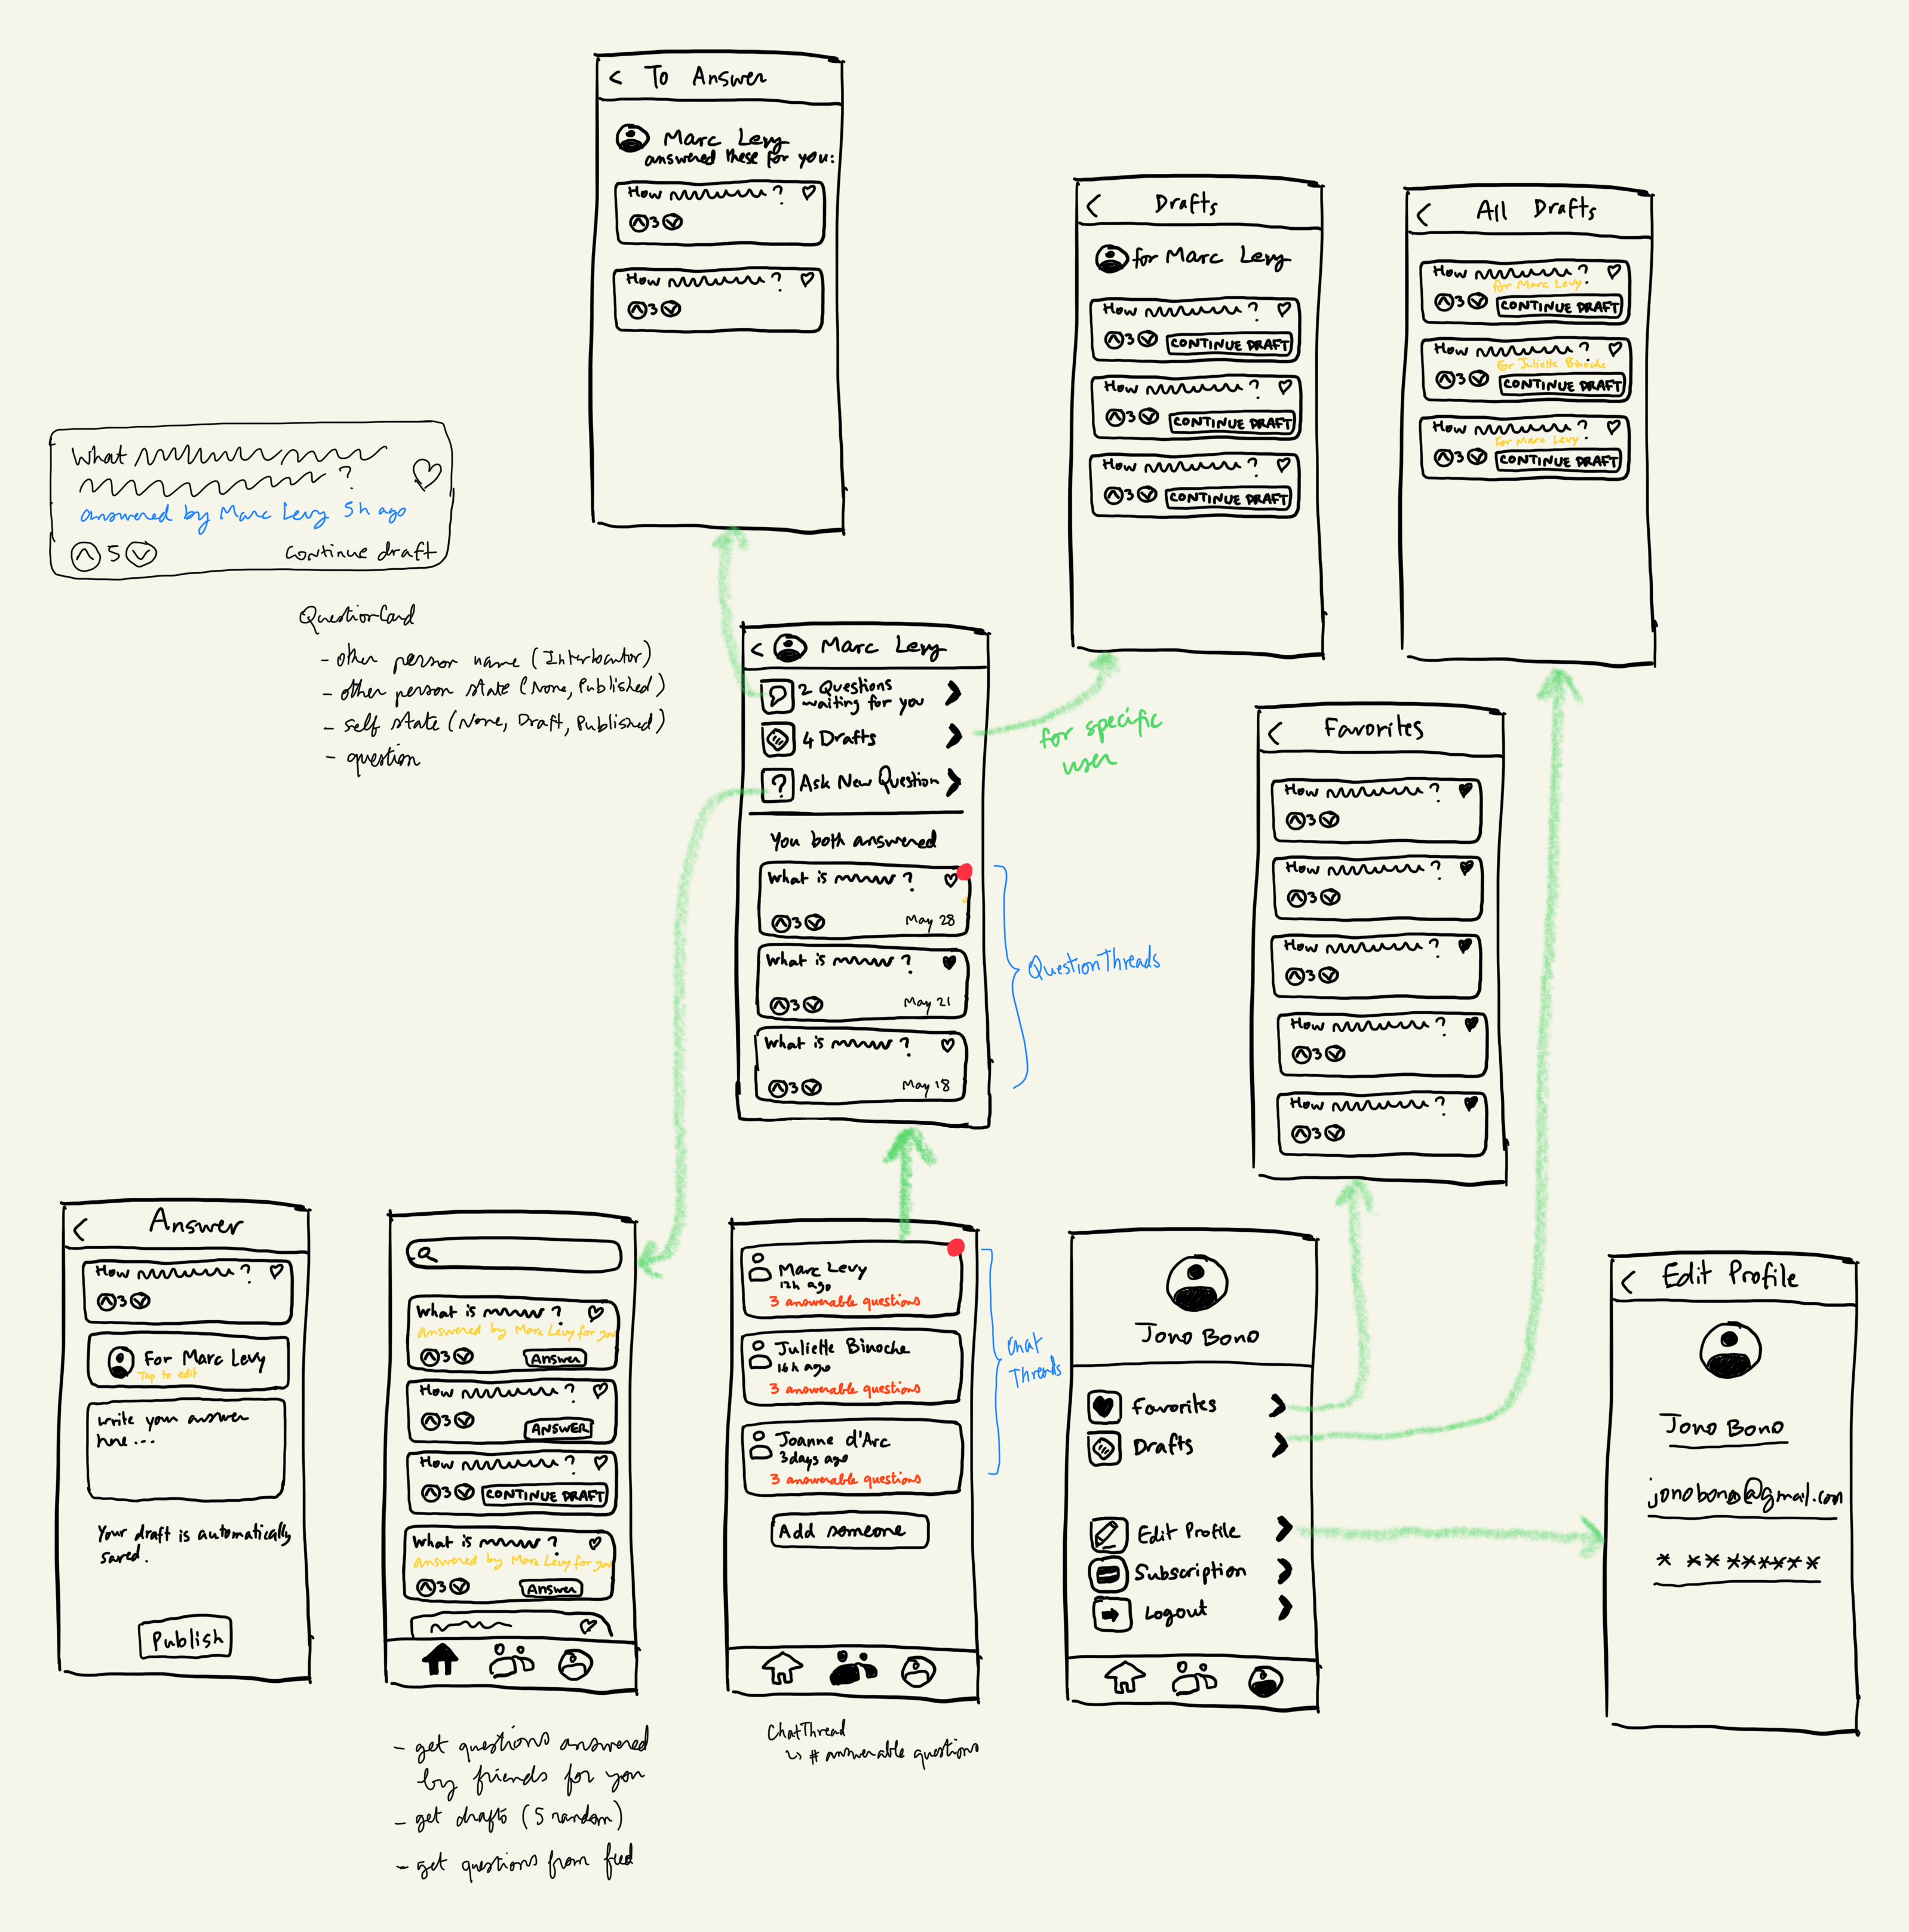 < To Answer
Marc Levy
answered these for you:
How ?
3
How ?
3
< Drafts
for Marc Levy
How ?
3 CONTINUE DRAFT
How ?
3 CONTINUE DRAFT
How ?
3 CONTINUE DRAFT
< All Drafts
How ?
for Marc Levy
3 CONTINUE DRAFT
How ?
For Juliette Binoche
3 CONTINUE DRAFT
How ?
For Marc Levy
3 CONTINUE DRAFT
What
?
answered by Marc Levy 5h ago
5 Continue draft
QuestionCard
- other person name (Interlocutor)
- other person state (None, Published)
- self state (None, Draft, Published)
- question
< Marc Levy
2 Questions
waiting for you
4 Drafts
? Ask New Question
for specific
user
You both answered
What is ?
3 May 28
What is ?
3 May 21
What is ?
3 May 18
QuestionThreads
< Favorites
How ?
3
How ?
3
How ?
3
How ?
3
How ?
3
< Answer
How ?
3
For Marc Levy
Tap to edit
write your answer
here ...
Your draft is automatically
saved.
Publish
What is ?
answered by Marc Levy for you
3 Answer
How ?
3 ANSWER
How ?
3 CONTINUE DRAFT
What is ?
answered by Marc Levy for you
3 Answer
- get questions answered
by friends for you
- get drafts (5 random)
- get questions from feed
Marc Levy
12h ago
3 answerable questions
Juliette Binoche
16h ago
3 answerable questions
Joanne d'Arc
3 days ago
3 answerable questions
Add someone
Chat
Threads
ChatThread
↳ # answerable questions
Jono Bono
Favorites
Drafts
Edit Profile
Subscription
Logout
< Edit Profile
Jono Bono
jonobono@gmail.com
* ** *******